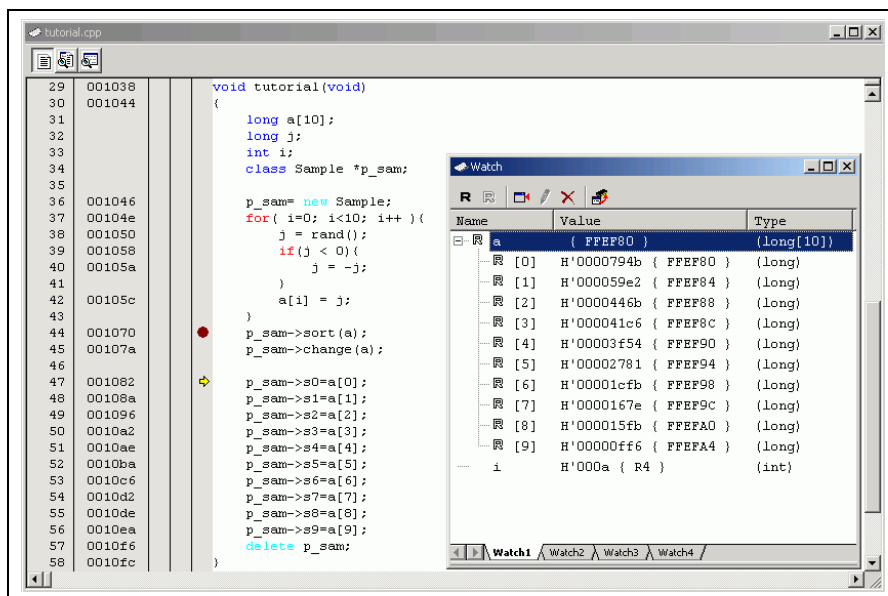 tutorial.cpp
29 001038 void tutorial(void)
30 001044 {
31 long a[10];
32 long j;
33 int i;
34 class Sample *p_sam;
35
36 001046 p_sam= new Sample;
37 00104e for( i=0; i<10; i++ ){
38 001050 j = rand();
39 001058 if(j < 0){
40 00105a j = -j;
41 }
42 00105c a[i] = j;
43 }
44 001070 p_sam->sort(a);
45 00107a p_sam->change(a);
46
47 001082 p_sam->s0=a[0];
48 00108a p_sam->s1=a[1];
49 001096 p_sam->s2=a[2];
50 0010a2 p_sam->s3=a[3];
51 0010ae p_sam->s4=a[4];
52 0010ba p_sam->s5=a[5];
53 0010c6 p_sam->s6=a[6];
54 0010d2 p_sam->s7=a[7];
55 0010de p_sam->s8=a[8];
56 0010ea p_sam->s9=a[9];
57 0010f6 delete p_sam;
58 0010fc }
Watch
R R
Name Value Type
R a { FFEF80 } (long[10])
R [0] H'0000794b { FFEF80 } (long)
R [1] H'000059e2 { FFEF84 } (long)
R [2] H'0000446b { FFEF88 } (long)
R [3] H'000041c6 { FFEF8C } (long)
R [4] H'00003f54 { FFEF90 } (long)
R [5] H'00002781 { FFEF94 } (long)
R [6] H'00001cfb { FFEF98 } (long)
R [7] H'0000167e { FFEF9C } (long)
R [8] H'000015fb { FFEFA0 } (long)
R [9] H'00000ff6 { FFEFA4 } (long)
i H'000a { R4 } (int)
Watch1 Watch2 Watch3 Watch4